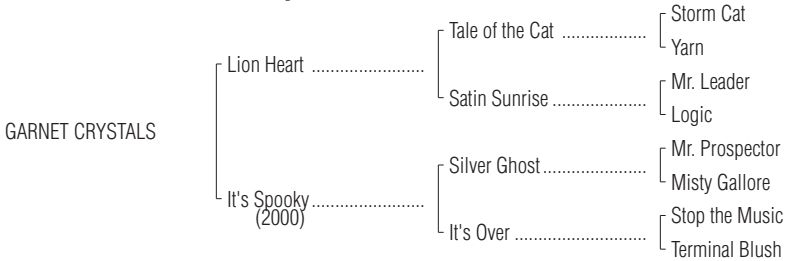 Storm Cat
Tale of the Cat ..................
Yarn
Lion Heart ........................
Mr. Leader
Satin Sunrise ....................
Logic
GARNET CRYSTALS
Mr. Prospector
Silver Ghost......................
Misty Gallore
It's Spooky........................
(2000)
Stop the Music
It's Over ............................
Terminal Blush